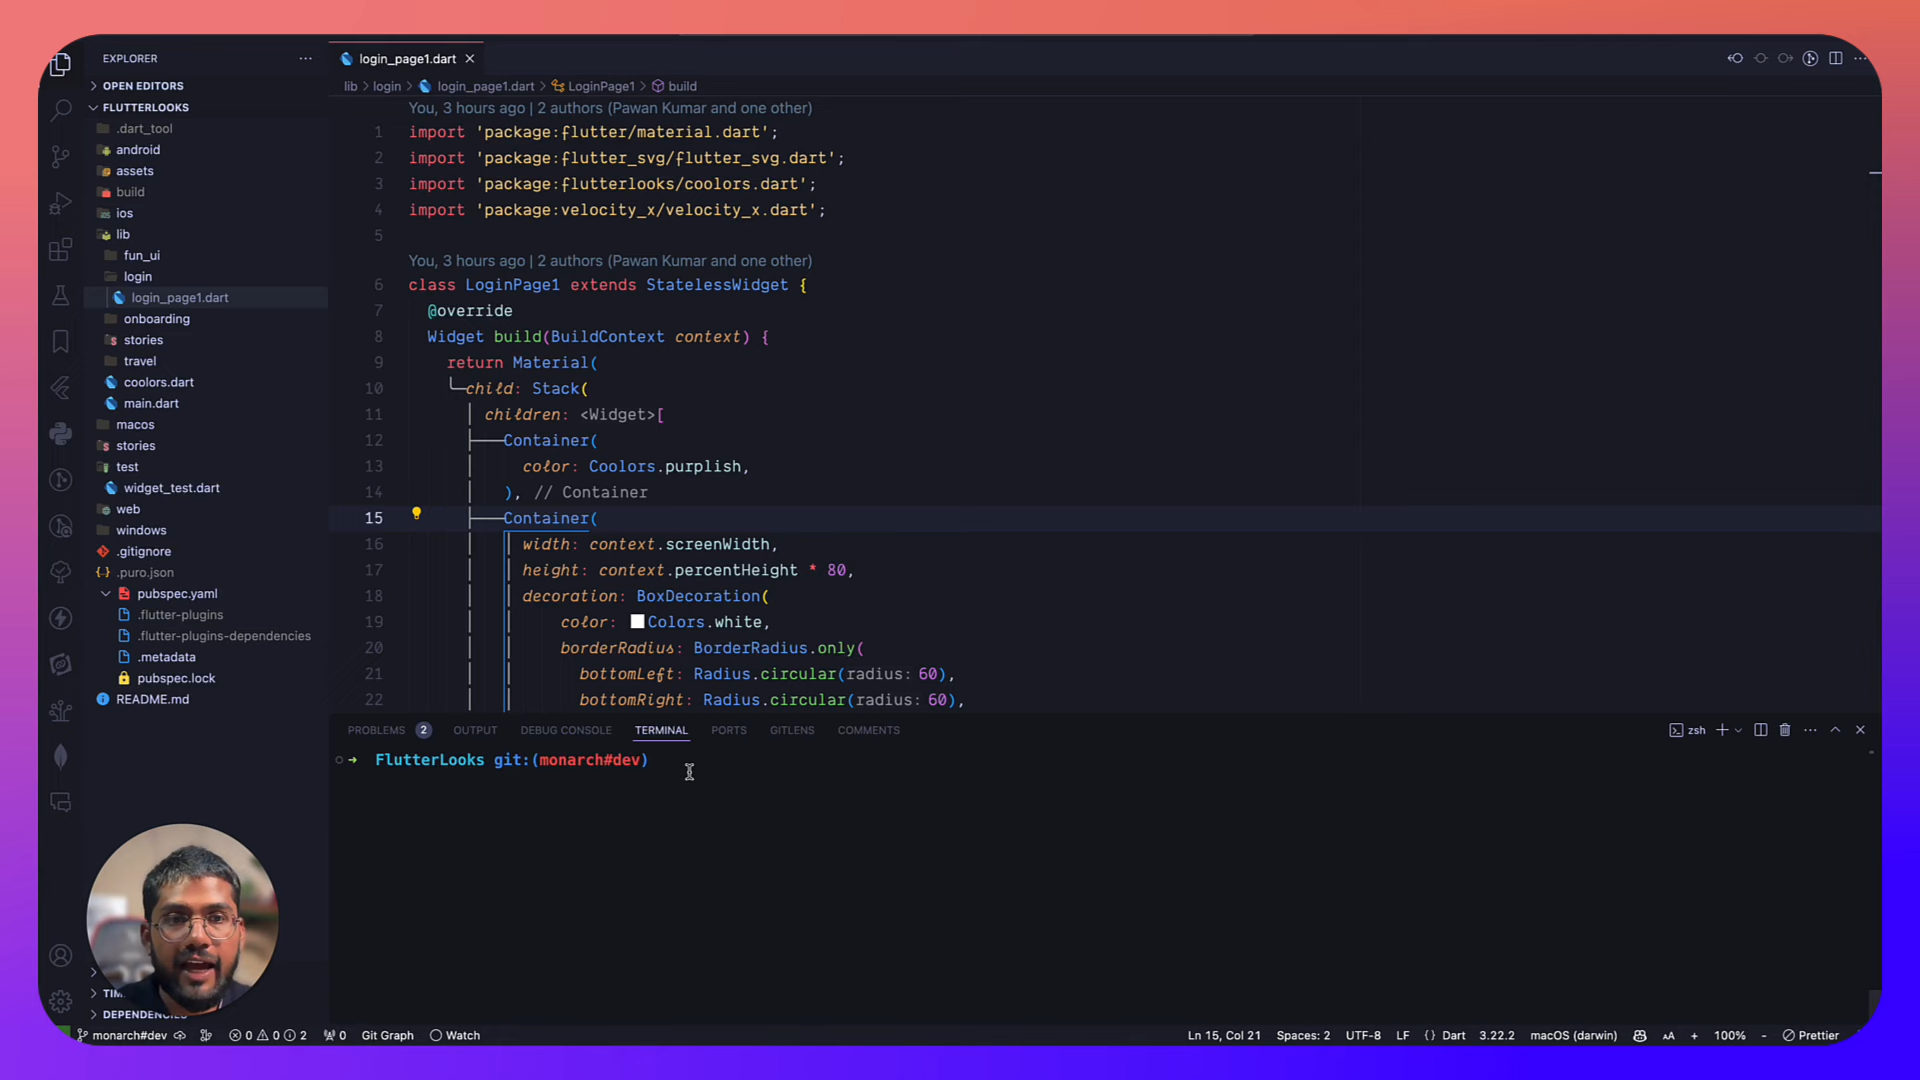 EXPLORER
OPEN EDITORS
FLUTTERLOOKS
.dart_tool
android
assets
build
ios
lib
fun_ui
login
login_page1.dart
onboarding
stories
travel
coolors.dart
main.dart
macos
stories
test
widget_test.dart
web
windows
.gitignore
.puro.json
pubspec.yaml
.flutter-plugins
.flutter-plugins-dependencies
.metadata
pubspec.lock
README.md
DEPENDENCIES
login_page1.dart
lib > login > login_page1.dart > LoginPage1 > build
You, 3 hours ago | 2 authors (Pawan Kumar and one other)
1 import 'package:flutter/material.dart';
2 import 'package:flutter_svg/flutter_svg.dart';
3 import 'package:flutterlooks/coolors.dart';
4 import 'package:velocity_x/velocity_x.dart';
5
You, 3 hours ago | 2 authors (Pawan Kumar and one other)
6 class LoginPage1 extends StatelessWidget {
7 @override
8 Widget build(BuildContext context) {
9 return Material(
10 child: Stack(
11 children: <Widget>[
12 Container(
13 color: Coolors.purplish,
14 ), // Container
15 Container(
16 width: context.screenWidth,
17 height: context.percentHeight * 80,
18 decoration: BoxDecoration(
19 color: Colors.white,
20 borderRadius: BorderRadius.only(
21 bottomLeft: Radius.circular(radius: 60),
22 bottomRight: Radius.circular(radius: 60),
PROBLEMS 2 OUTPUT DEBUG CONSOLE TERMINAL PORTS GITLENS COMMENTS zsh
FlutterLooks git:(monarch#dev)
monarch#dev 0 0 2 0 Git Graph Watch Ln 15, Col 21 Spaces: 2 UTF-8 LF {} Dart 3.22.2 macOS (darwin) AA + 100% - Prettier